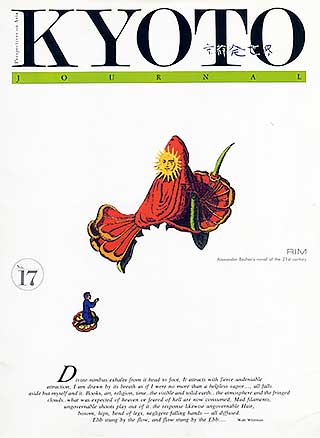 Perspectives on Asia
KYOTO
JOURNAL
RIM
Alexander Besher's novel of the 21st century
No. 17
Divine nimbus exhales from it head to foot, It attracts with fierce undeniable
attraction, I am drawn by its breath as if I were no more than a helpless vapor..., all falls
aside but myself and it. Books, art, religion, time...the visible and solid earth...the atmosphere and the fringed
clouds...what was expected of heaven or feared of hell are now consumed, Mad filaments,
ungovernable shoots play out of it..the response likewise ungovernable Hair,
bosom, hips, bend of legs, negligent falling hands — all diffused.
Ebb stung by the flow, and flow stung by the Ebb.... Walt Whitman